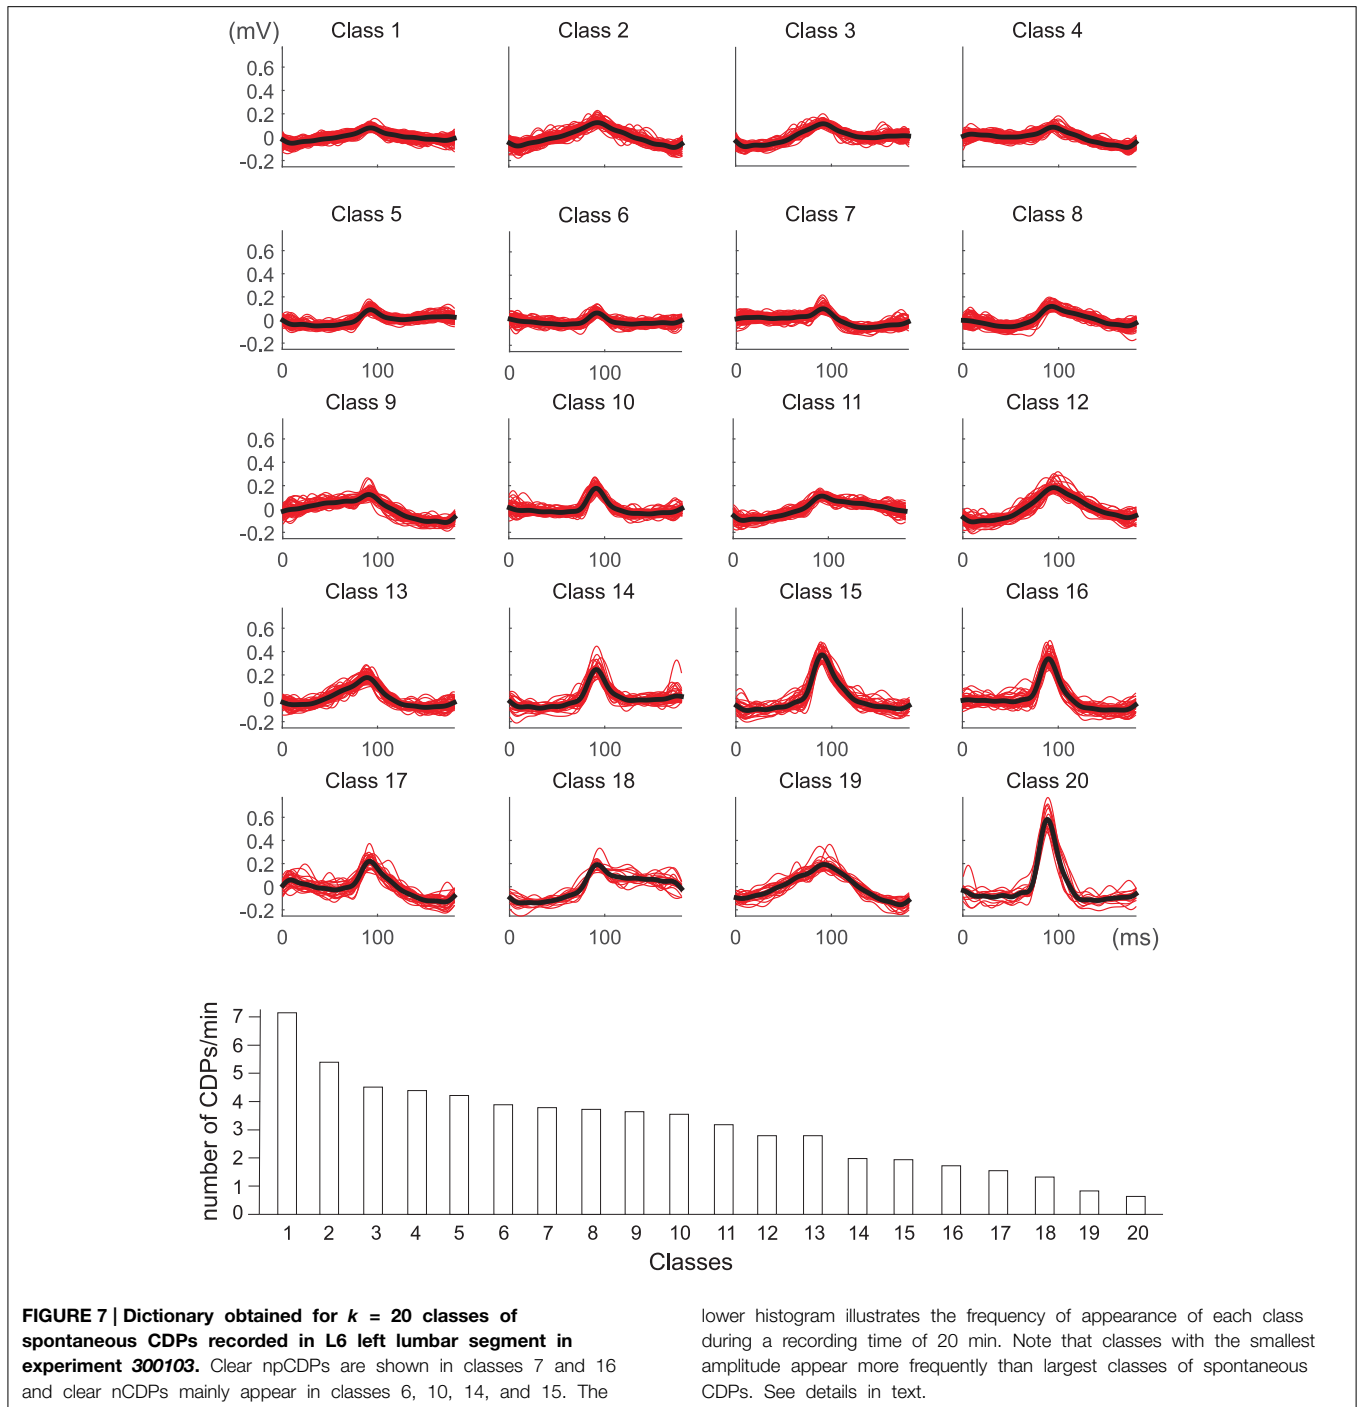 (mV) Class 1 Class 2 Class 3 Class 4
0.6
0.4
0.2
0
-0.2
100 100 100 100
Class 5 Class 6 Class 7 Class 8
0.6
0.4
0.2
0
-0.2
0 100 0 100 0 100 0 100
Class 9 Class 10 Class 11 Class 12
0.6
0.4
0.2
0
-0.2
0 100 0 100 0 100 0 100
Class 13 Class 14 Class 15 Class 16
0.6
0.4
0.2
0
-0.2
0 100 0 100 0 100 0 100
Class 17 Class 18 Class 19 Class 20
0.6
0.4
0.2
0
-0.2
0 100 0 100 0 100 0 100 (ms)
number of CDPs/min
7
6
5
4
3
2
1
0
1 2 3 4 5 6 7 8 9 10 11 12 13 14 15 16 17 18 19 20
Classes
FIGURE 7 | Dictionary obtained for k = 20 classes of
spontaneous CDPs recorded in L6 left lumbar segment in
experiment 300103. Clear npCDPs are shown in classes 7 and 16
and clear nCDPs mainly appear in classes 6, 10, 14, and 15. The
lower histogram illustrates the frequency of appearance of each class
during a recording time of 20 min. Note that classes with the smallest
amplitude appear more frequently than largest classes of spontaneous
CDPs. See details in text.